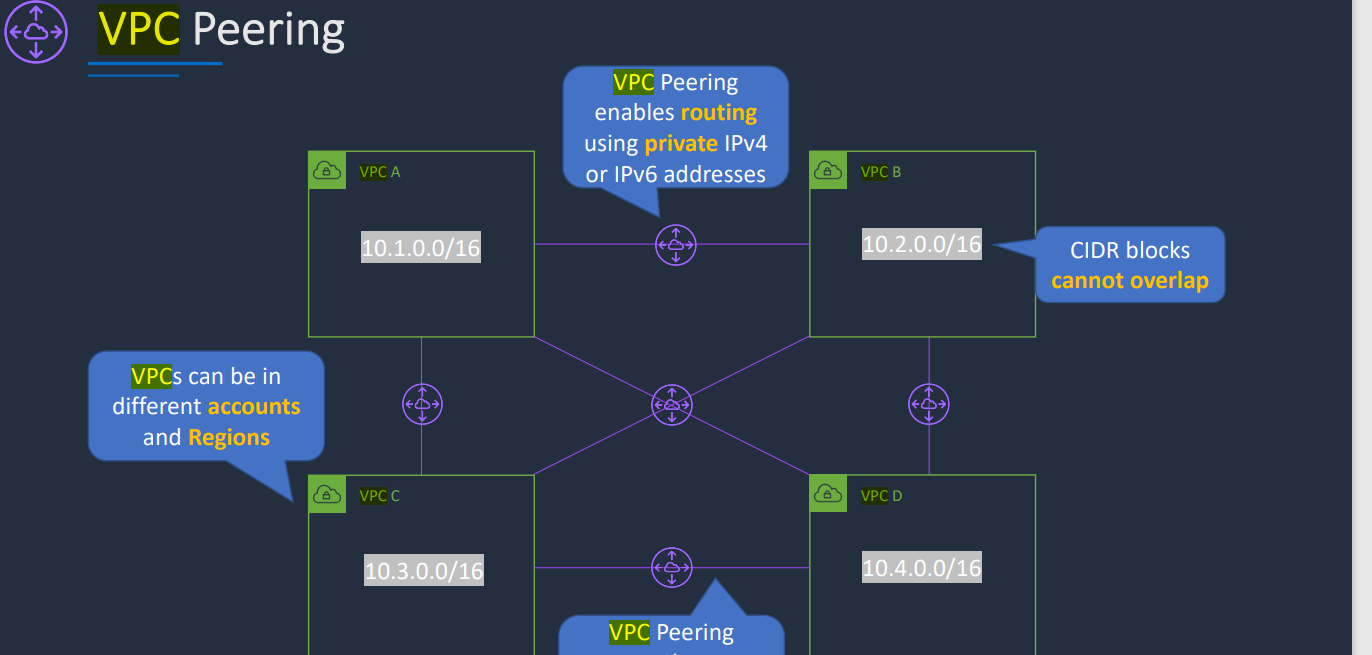 VPC Peering
VPC Peering
enables routing
using private IPv4
or IPv6 addresses
VPC A
10.1.0.0/16
VPC B
10.2.0.0/16
CIDR blocks
cannot overlap
VPCs can be in
different accounts
and Regions
VPC C
10.3.0.0/16
VPC D
10.4.0.0/16
VPC Peering